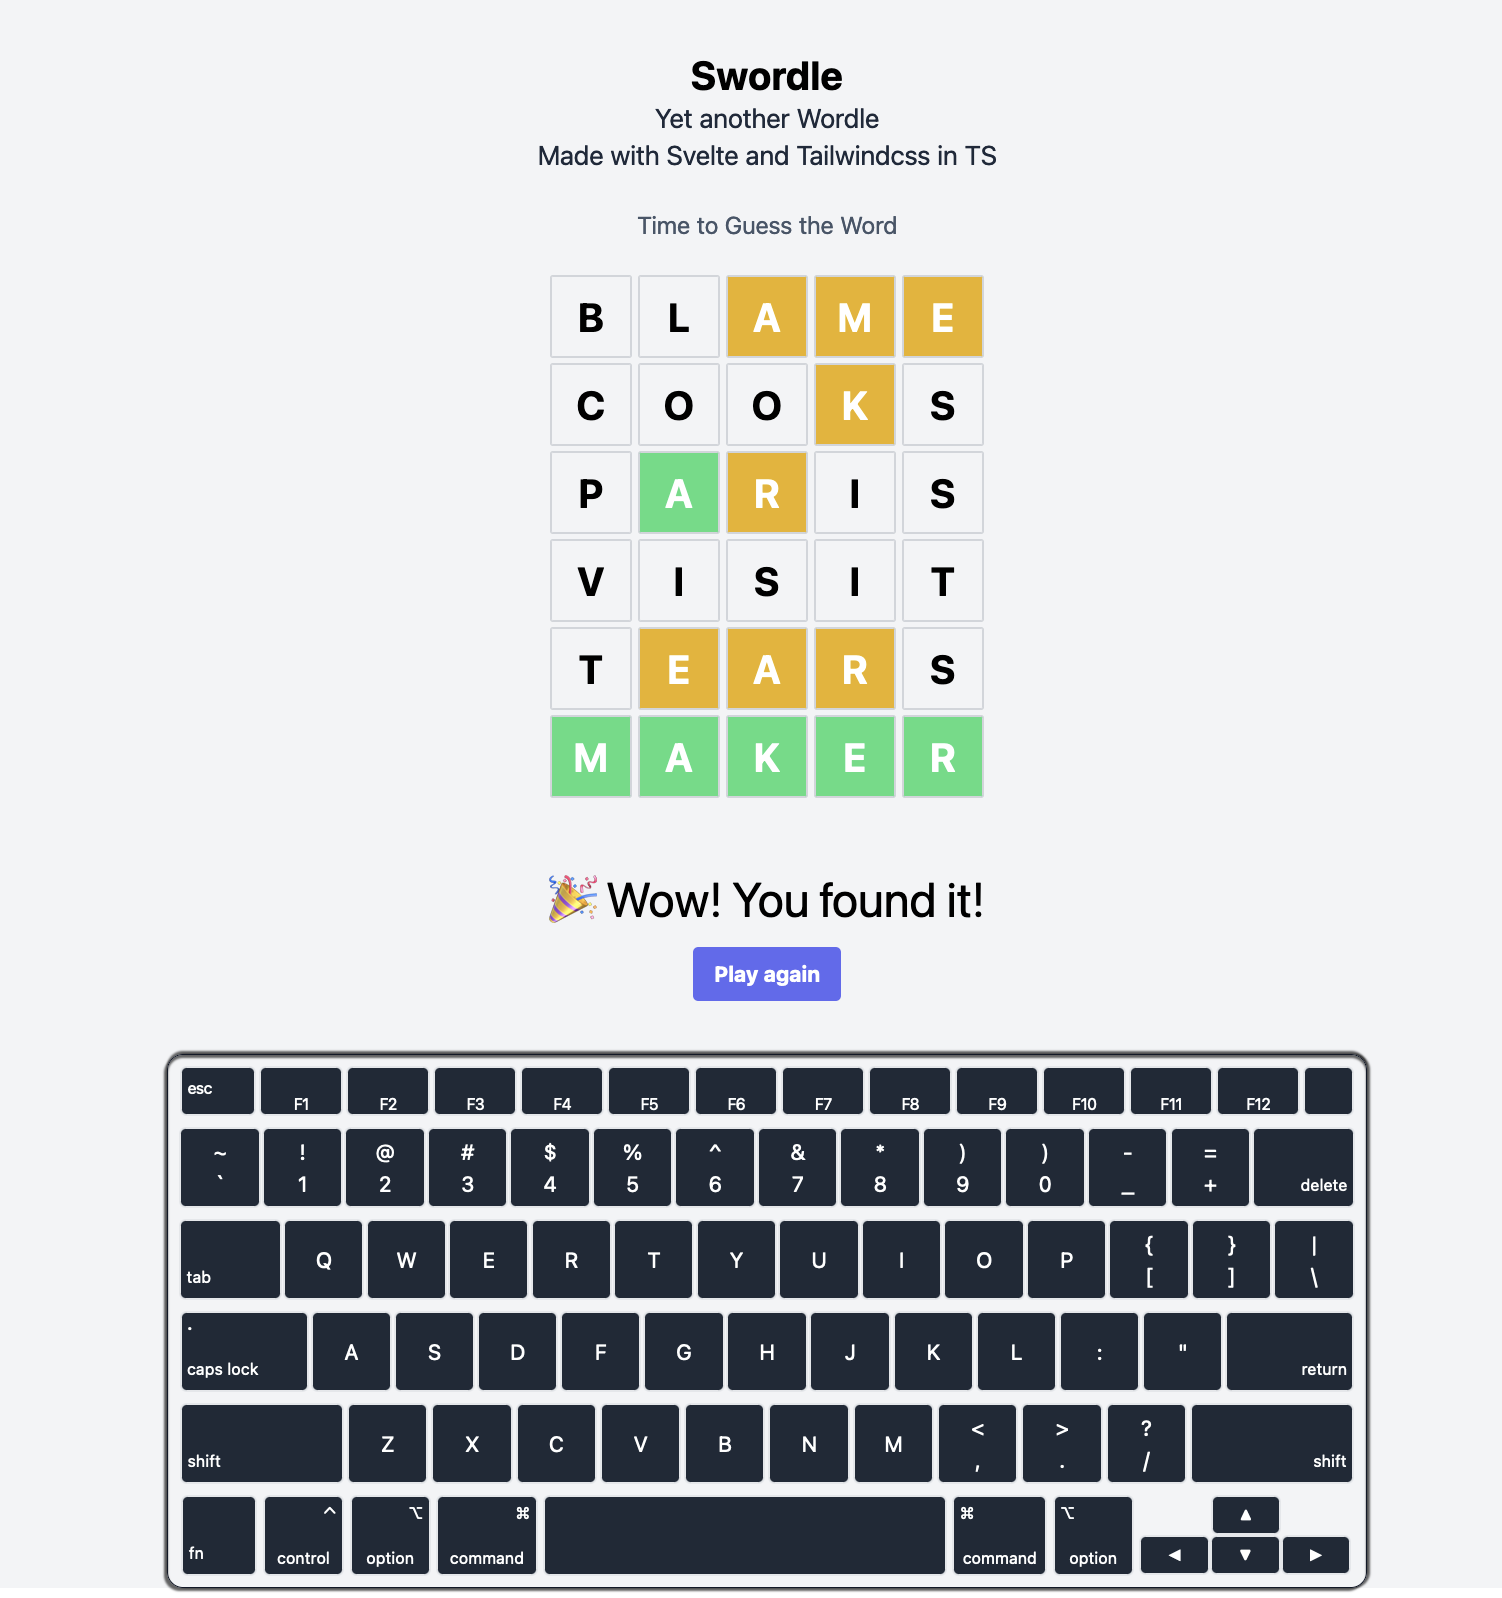 Swordle
Yet another Wordle
Made with Svelte and Tailwindcss in TS
Time to Guess the Word
B L A M E
C O O K S
P A R I S
V I S I T
T E A R S
M A K E R
🎉 Wow! You found it!
Play again
esc F1 F2 F3 F4 F5 F6 F7 F8 F9 F10 F11 F12
~ ! @ # $ % ^ & * ) ) - =
` 1 2 3 4 5 6 7 8 9 0 _ + delete
tab Q W E R T Y U I O P { } |
[ ] \
caps lock A S D F G H J K L : " return
shift Z X C V B N M < > ? shift
, . /
^ ⌥ ⌘ ⌘ ⌥ ▲
fn control option command command option ◀ ▼ ▶